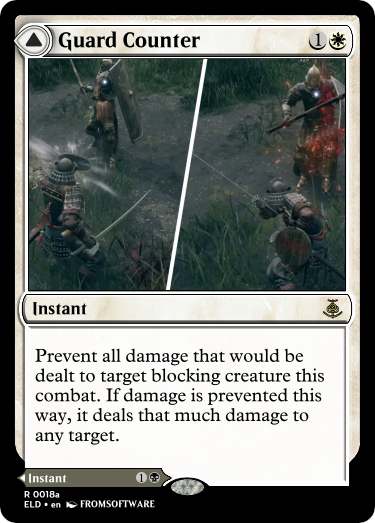 Guard Counter 1
Instant
Prevent all damage that would be
dealt to target blocking creature this
combat. If damage is prevented this
way, it deals that much damage to
any target.
Instant 1
R 0018a
ELD • en FROMSOFTWARE